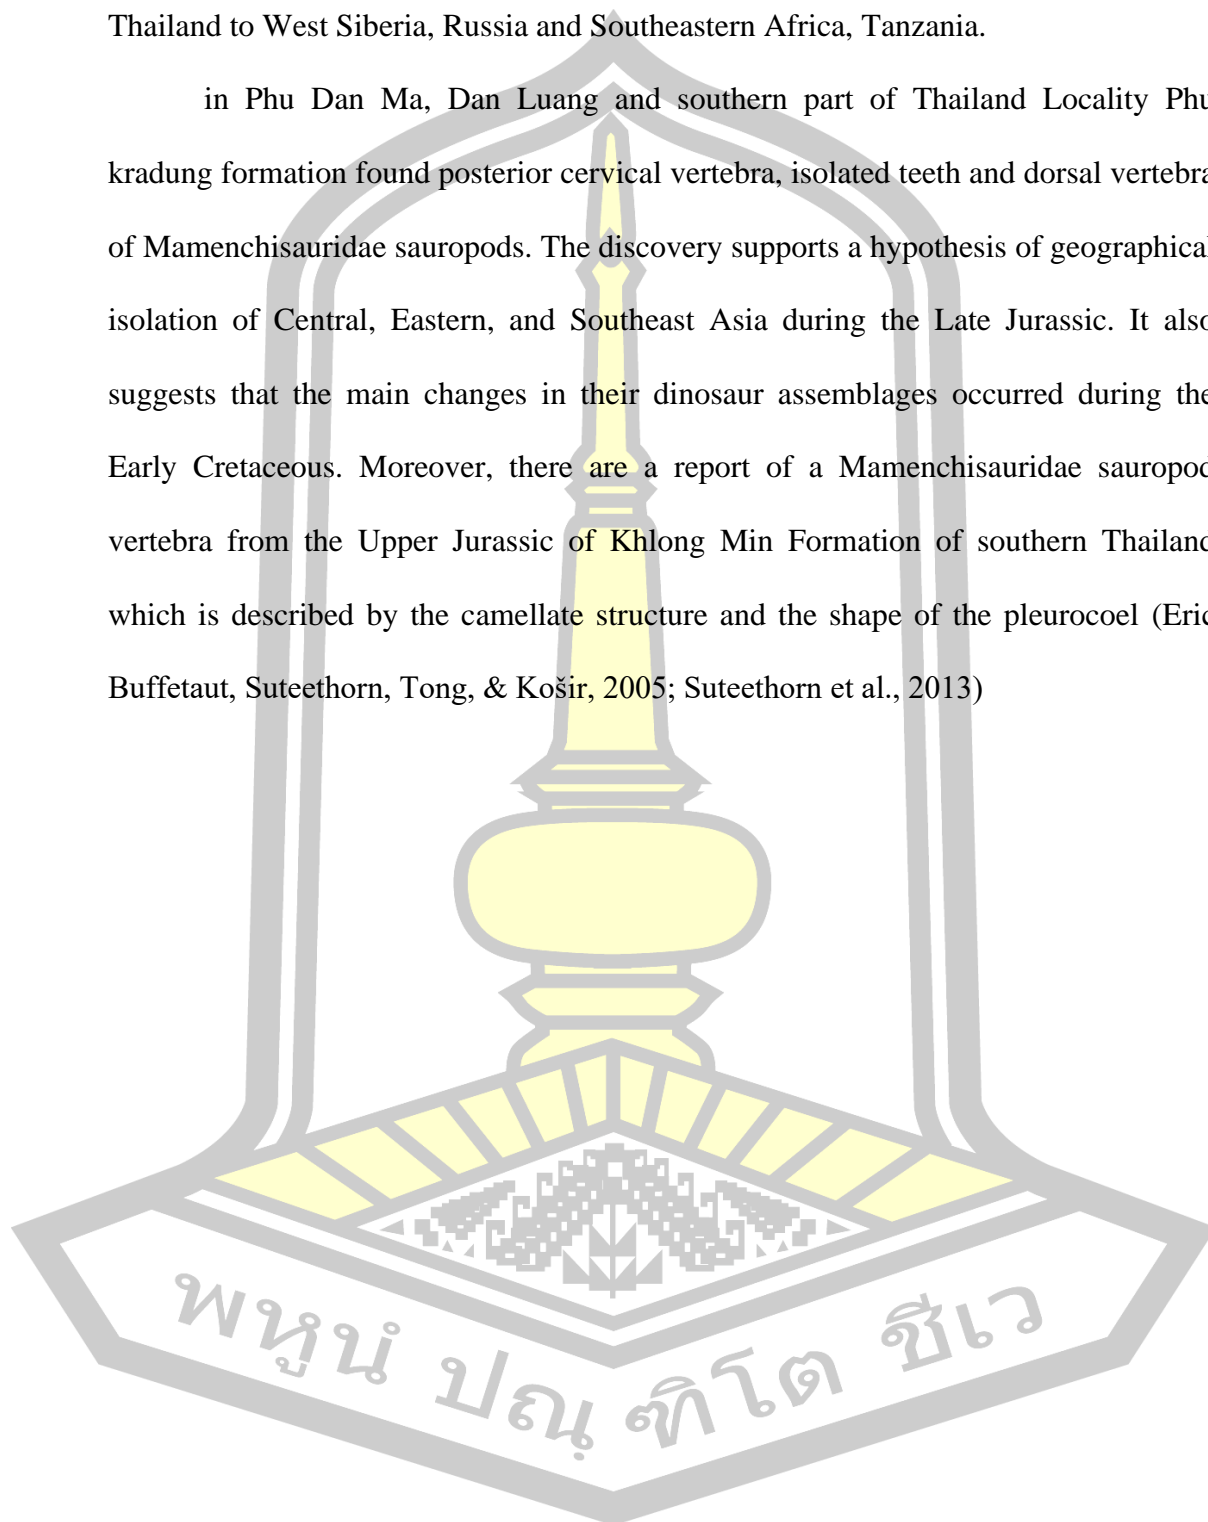 Thailand to West Siberia, Russia and Southeastern Africa, Tanzania.
in Phu Dan Ma, Dan Luang and southern part of Thailand Locality Phu
kradung formation found posterior cervical vertebra, isolated teeth and dorsal vertebra
of Mamenchisauridae sauropods. The discovery supports a hypothesis of geographical
isolation of Central, Eastern, and Southeast Asia during the Late Jurassic. It also
suggests that the main changes in their dinosaur assemblages occurred during the
Early Cretaceous. Moreover, there are a report of a Mamenchisauridae sauropod
vertebra from the Upper Jurassic of Khlong Min Formation of southern Thailand
which is described by the camellate structure and the shape of the pleurocoel (Eric
Buffetaut, Suteethorn, Tong, & Košir, 2005; Suteethorn et al., 2013)
พหูนํ ปณฺฑิโต ชีเว